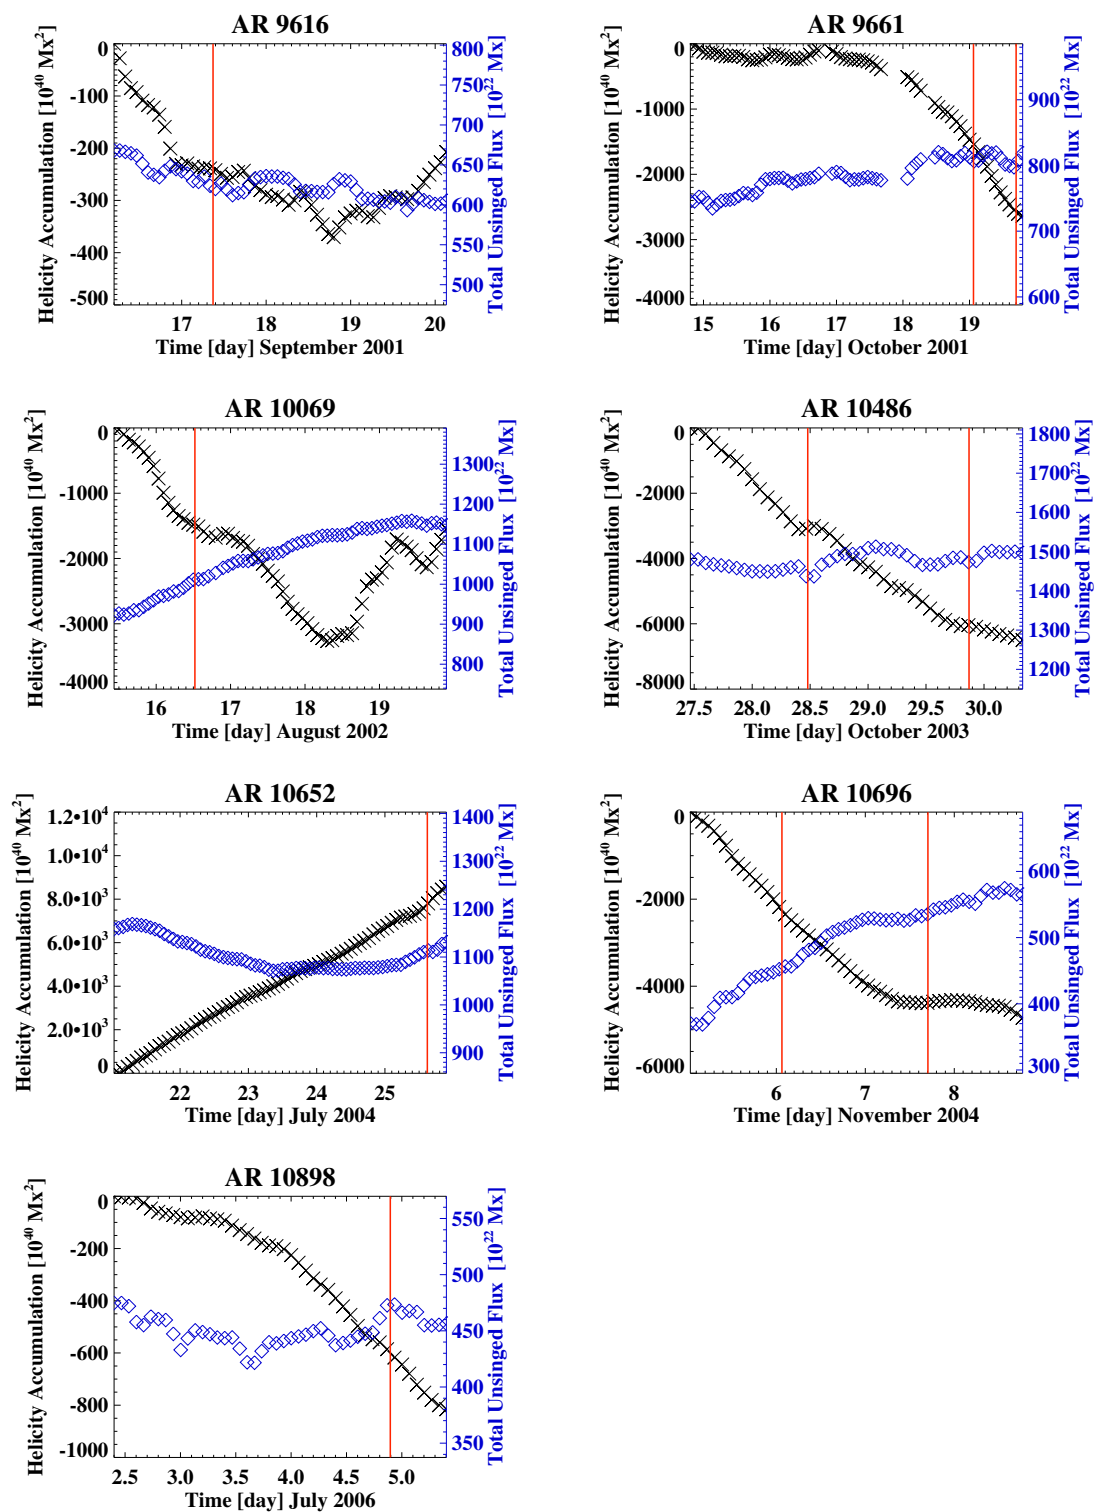 AR 9616
Helicity Accumulation [10^40 Mx^2]
0
-100
-200
-300
-400
-500
800
750
700
650
600
550
500
Total Unsinged Flux [10^22 Mx]
17 18 19 20
Time [day] September 2001
AR 9661
Helicity Accumulation [10^40 Mx^2]
0
-1000
-2000
-3000
-4000
900
800
700
600
Total Unsinged Flux [10^22 Mx]
15 16 17 18 19
Time [day] October 2001
AR 10069
Helicity Accumulation [10^40 Mx^2]
0
-1000
-2000
-3000
-4000
1300
1200
1100
1000
900
800
Total Unsinged Flux [10^22 Mx]
16 17 18 19
Time [day] August 2002
AR 10486
Helicity Accumulation [10^40 Mx^2]
0
-2000
-4000
-6000
-8000
1800
1700
1600
1500
1400
1300
1200
Total Unsinged Flux [10^22 Mx]
27.5 28.0 28.5 29.0 29.5 30.0
Time [day] October 2003
AR 10652
Helicity Accumulation [10^40 Mx^2]
1.2•10^4
1.0•10^4
8.0•10^3
6.0•10^3
4.0•10^3
2.0•10^3
0
1400
1300
1200
1100
1000
900
Total Unsinged Flux [10^22 Mx]
22 23 24 25
Time [day] July 2004
AR 10696
Helicity Accumulation [10^40 Mx^2]
0
-2000
-4000
-6000
600
500
400
300
Total Unsinged Flux [10^22 Mx]
6 7 8
Time [day] November 2004
AR 10898
Helicity Accumulation [10^40 Mx^2]
0
-200
-400
-600
-800
-1000
550
500
450
400
350
Total Unsinged Flux [10^22 Mx]
2.5 3.0 3.5 4.0 4.5 5.0
Time [day] July 2006